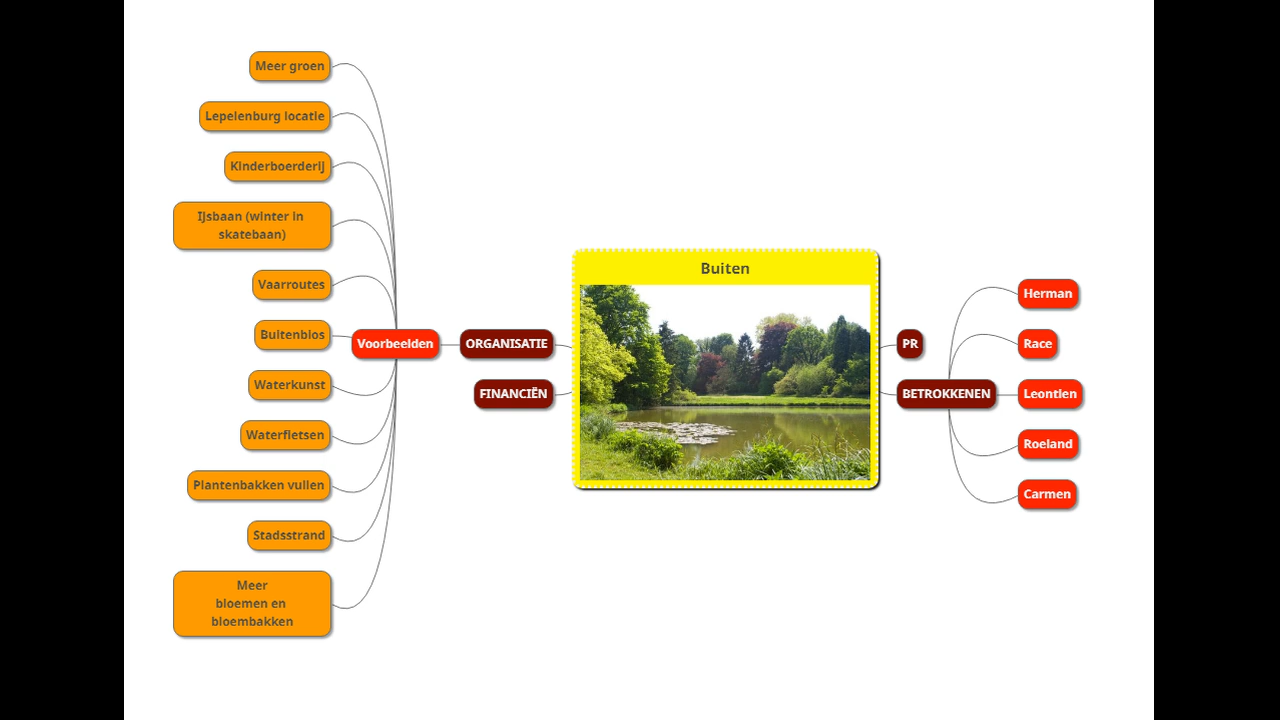 Meer groen
Lepelenburg locatie
Kinderboerderij
Ijsbaan (winter in
skatebaan)
Vaarroutes
Buitenbios
Waterkunst
Waterfietsen
Plantenbakken vullen
Stadsstrand
Meer
bloemen en
bloembakken
Voorbeelden
ORGANISATIE
FINANCIËN
Buiten
PR
BETROKKENEN
Herman
Race
Leontien
Roeland
Carmen